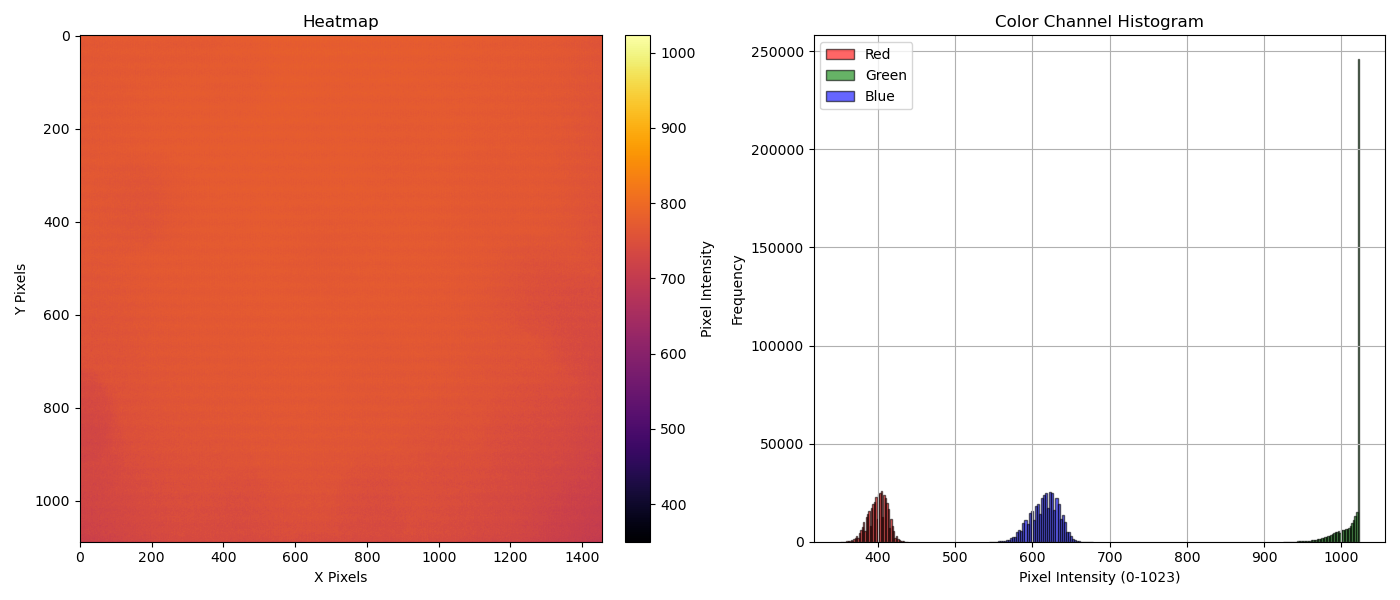 Heatmap
0
200
400
600
800
1000
Y Pixels
0 200 400 600 800 1000 1200 1400
X Pixels
1000
900
800
700
600
500
400
Pixel Intensity
Color Channel Histogram
Red
Green
Blue
250000
200000
150000
100000
50000
0
Frequency
400 500 600 700 800 900 1000
Pixel Intensity (0-1023)